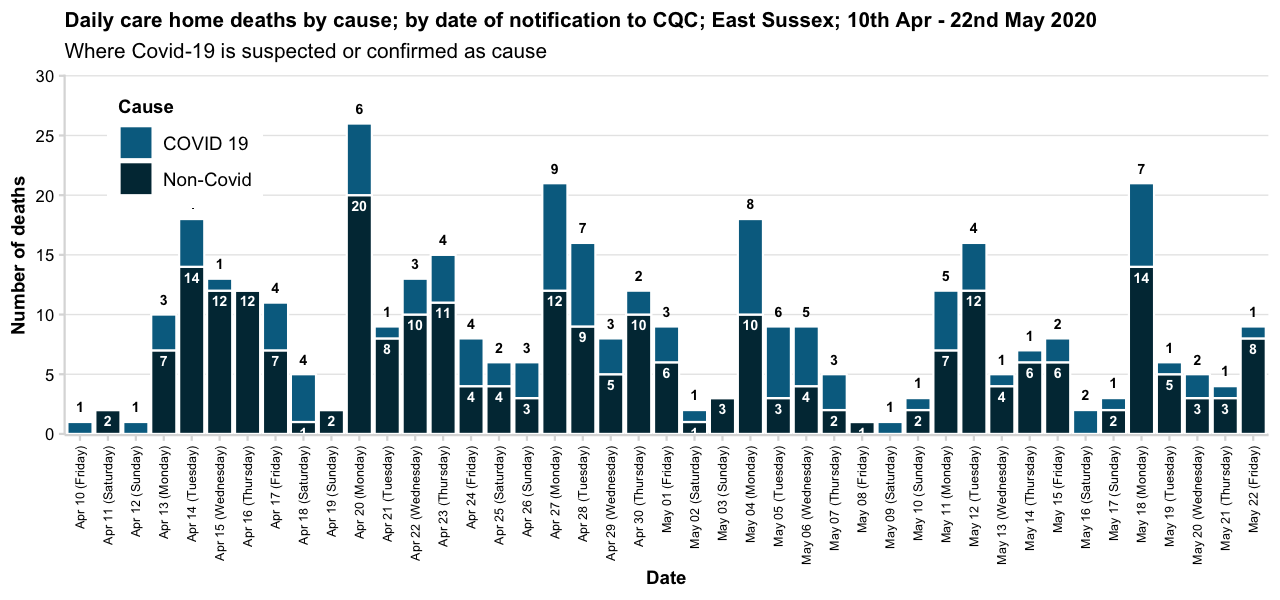 Daily care home deaths by cause; by date of notification to CQC; East Sussex; 10th Apr - 22nd May 2020
Where Covid-19 is suspected or confirmed as cause
Number of deaths
30
25
20
15
10
5
0
Cause
COVID 19
Non-Covid
1 1 3 1 4 4 6 1 3 4 4 2 3 9 7 3 2 3 1 8 6 5 3 1 1 5 4 1 1 2 2 1 7 1 2 1 1
2 7 14 12 12 7 1 2 20 8 10 11 4 4 3 12 9 5 10 6 1 3 10 3 4 2 1 2 7 12 4 6 6 2 14 5 3 3 8
Apr 10 (Friday)
Apr 11 (Saturday)
Apr 12 (Sunday)
Apr 13 (Monday)
Apr 14 (Tuesday)
Apr 15 (Wednesday)
Apr 16 (Thursday)
Apr 17 (Friday)
Apr 18 (Saturday)
Apr 19 (Sunday)
Apr 20 (Monday)
Apr 21 (Tuesday)
Apr 22 (Wednesday)
Apr 23 (Thursday)
Apr 24 (Friday)
Apr 25 (Saturday)
Apr 26 (Sunday)
Apr 27 (Monday)
Apr 28 (Tuesday)
Apr 29 (Wednesday)
Apr 30 (Thursday)
May 01 (Friday)
May 02 (Saturday)
May 03 (Sunday)
May 04 (Monday)
May 05 (Tuesday)
May 06 (Wednesday)
May 07 (Thursday)
May 08 (Friday)
May 09 (Saturday)
May 10 (Sunday)
May 11 (Monday)
May 12 (Tuesday)
May 13 (Wednesday)
May 14 (Thursday)
May 15 (Friday)
May 16 (Saturday)
May 17 (Sunday)
May 18 (Monday)
May 19 (Tuesday)
May 20 (Wednesday)
May 21 (Thursday)
May 22 (Friday)
Date